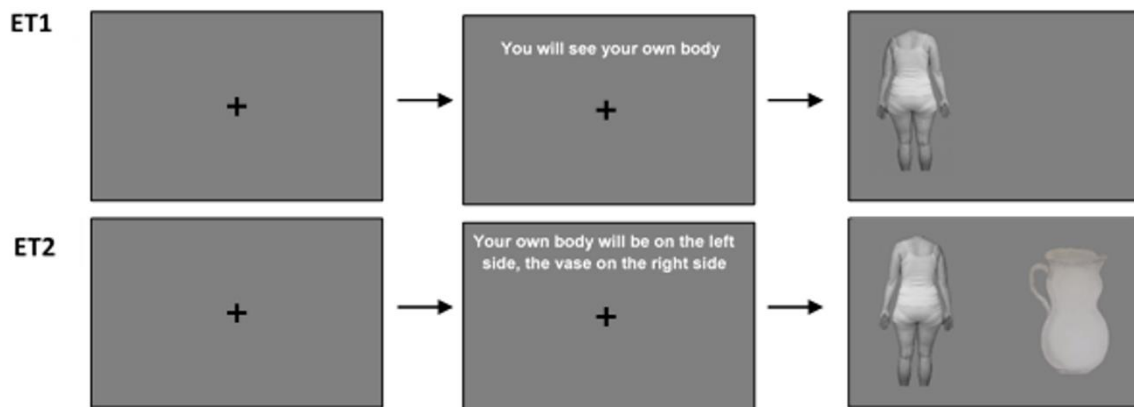 ET1
You will see your own body
ET2
Your own body will be on the left
side, the vase on the right side